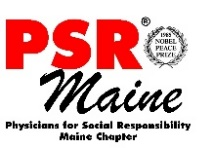 PSR®
1985
NOBEL
PEACE
PRIZE
Maine
Physicians for Social Responsibility
Maine Chapter